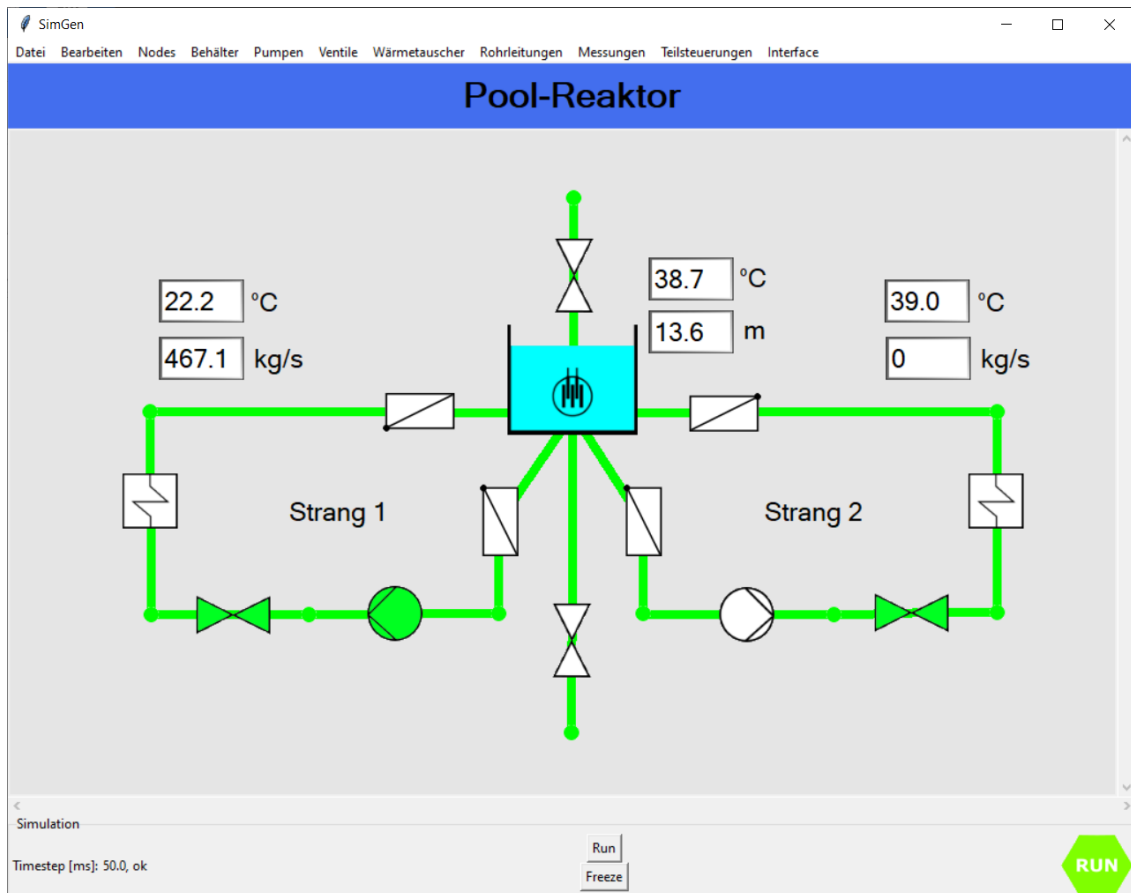 SimGen
Datei Bearbeiten Nodes Behälter Pumpen Ventile Wärmetauscher Rohrleitungen Messungen Teilsteuerungen Interface
Pool-Reaktor
22.2 °C
467.1 kg/s
38.7 °C
13.6 m
39.0 °C
0 kg/s
Strang 1
Strang 2
Simulation
Timestep [ms]: 50.0, ok
Run
Freeze
RUN